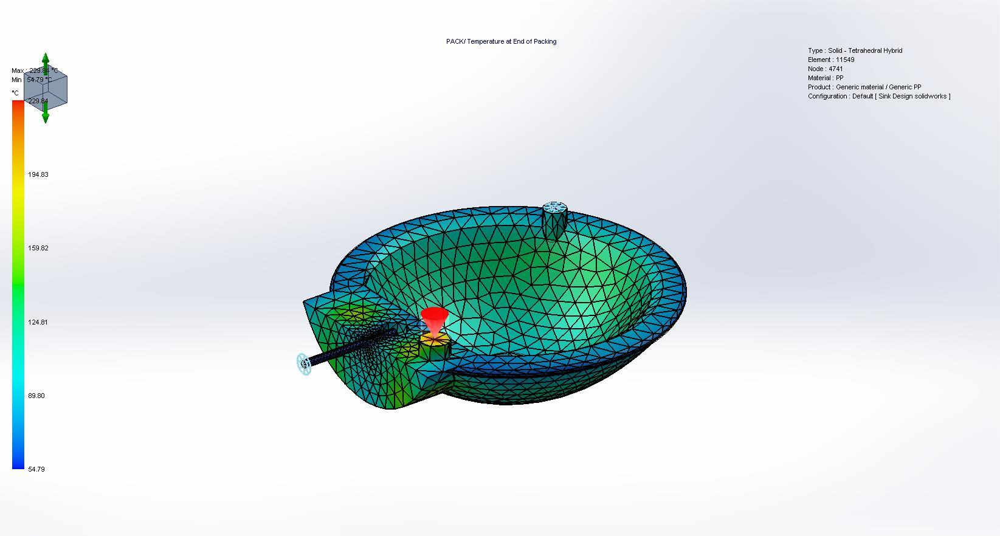 PACK/ Temperature at End of Packing
Type : Solid - Tetrahedral Hybrid
Element : 11549
Node : 4741
Material : PP
Product : Generic material / Generic PP
Configuration : Default [ Sink Design solidworks ]
Max : 229.84 °C
Min : 54.79 °C
°C
229.84
194.83
159.82
124.81
89.80
54.79